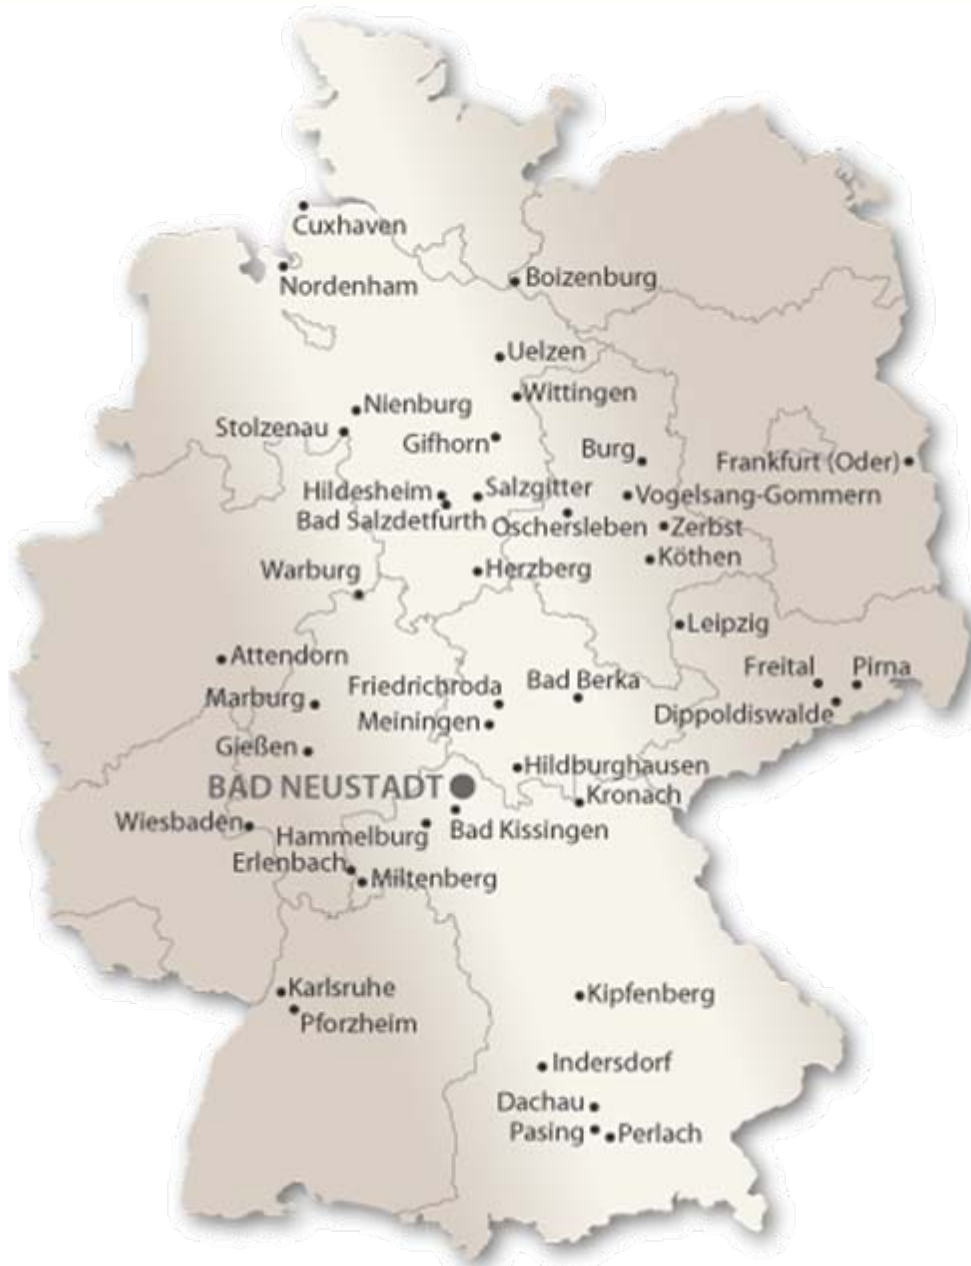 Cuxhaven
Nordenham
Boizenburg
Uelzen
Wittingen
Nienburg
Stolzenau
Gifhorn
Burg
Frankfurt (Oder)
Hildesheim
Salzgitter
Vogelsang-Gommern
Bad Salzdetfurth
Oschersleben
Zerbst
Köthen
Warburg
Herzberg
Leipzig
Attendorn
Freital
Pirna
Marburg
Friedrichroda
Bad Berka
Meiningen
Dippoldiswalde
Gießen
Hildburghausen
BAD NEUSTADT
Kronach
Wiesbaden
Hammelburg
Bad Kissingen
Erlenbach
Miltenberg
Karlsruhe
Kipfenberg
Pforzheim
Indersdorf
Dachau
Pasing
Perlach